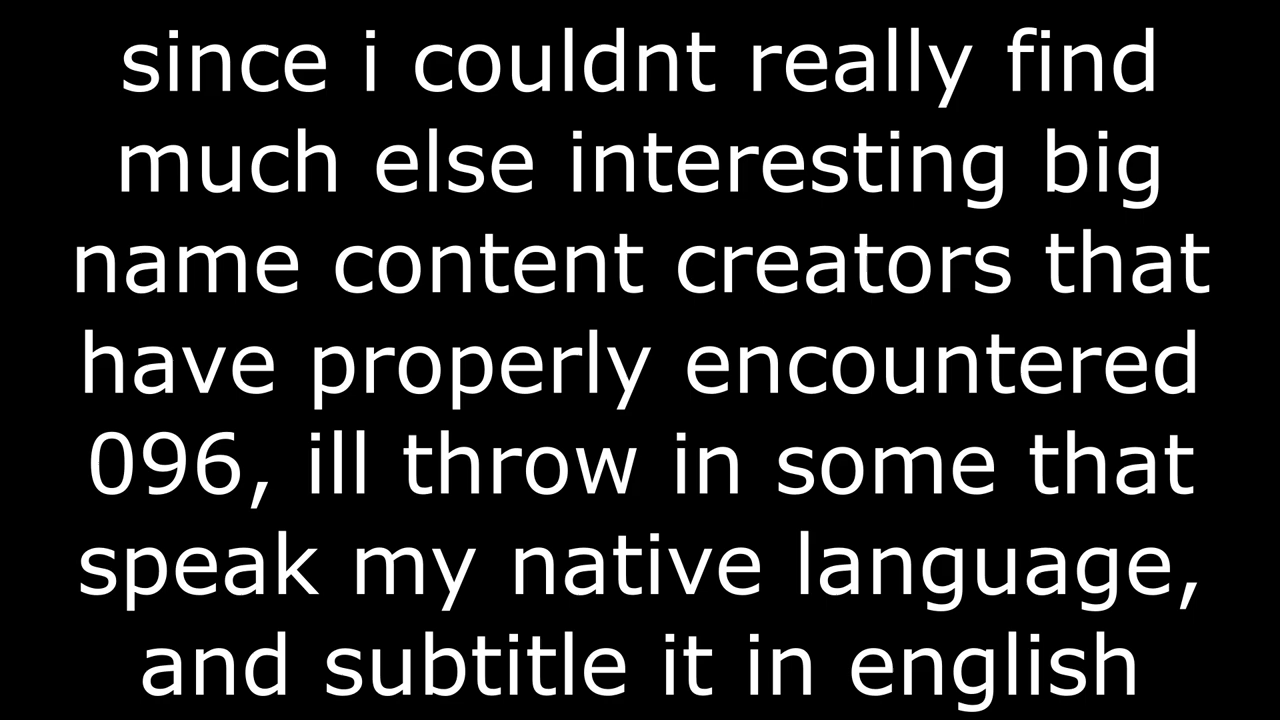 since i couldnt really find
much else interesting big
name content creators that
have properly encountered
096, ill throw in some that
speak my native language,
and subtitle it in english